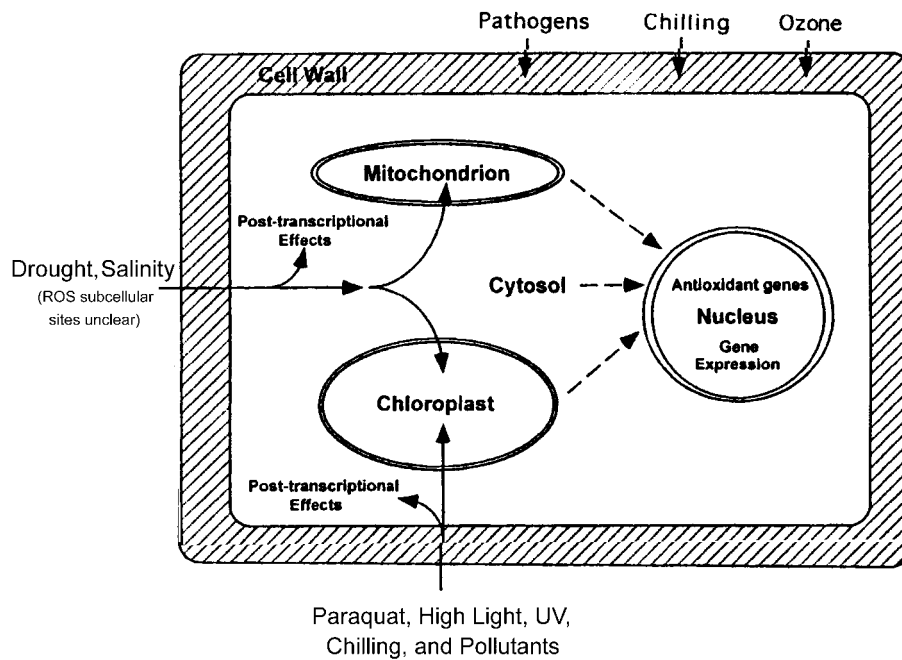 Pathogens Chilling Ozone
Cell Wall
Mitochondrion
Post-transcriptional
Effects
Drought, Salinity
(ROS subcellular
sites unclear)
Cytosol
Antioxidant genes
Nucleus
Gene
Expression
Chloroplast
Post-transcriptional
Effects
Paraquat, High Light, UV,
Chilling, and Pollutants